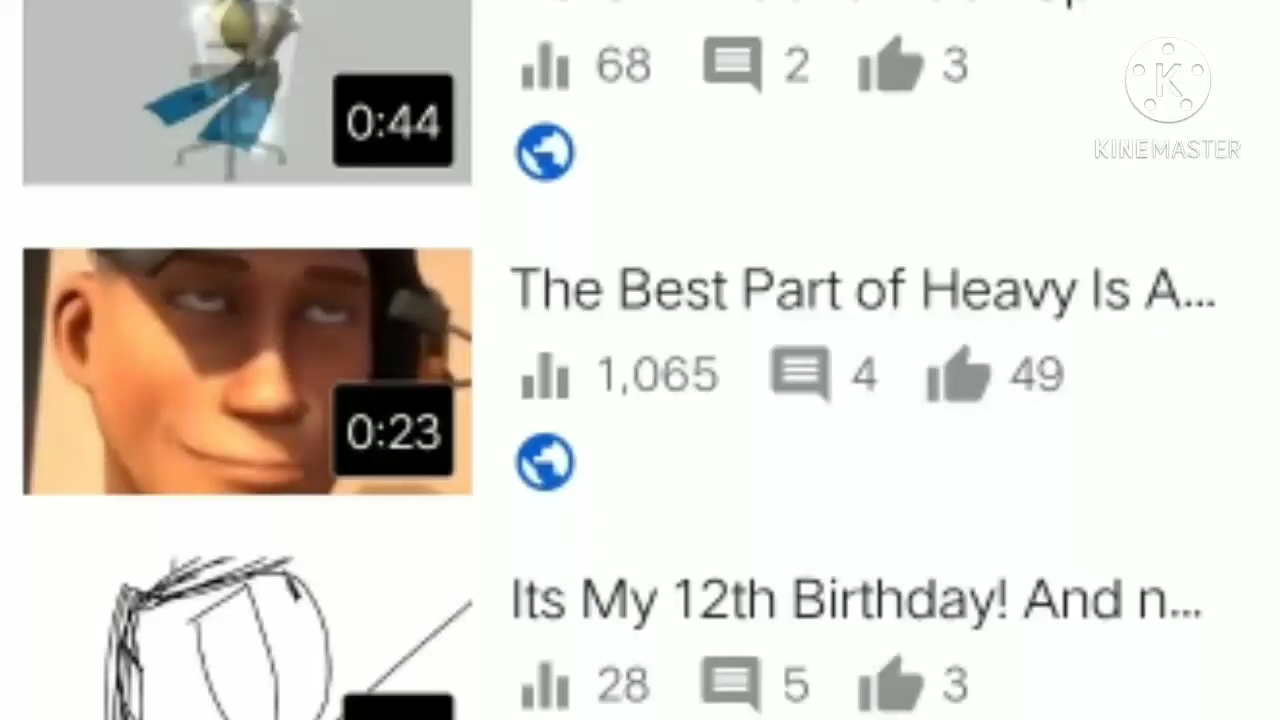 68 2 3
0:44
K
KINEMASTER
The Best Part of Heavy Is A...
1,065 4 49
0:23
Its My 12th Birthday! And n...
28 5 3